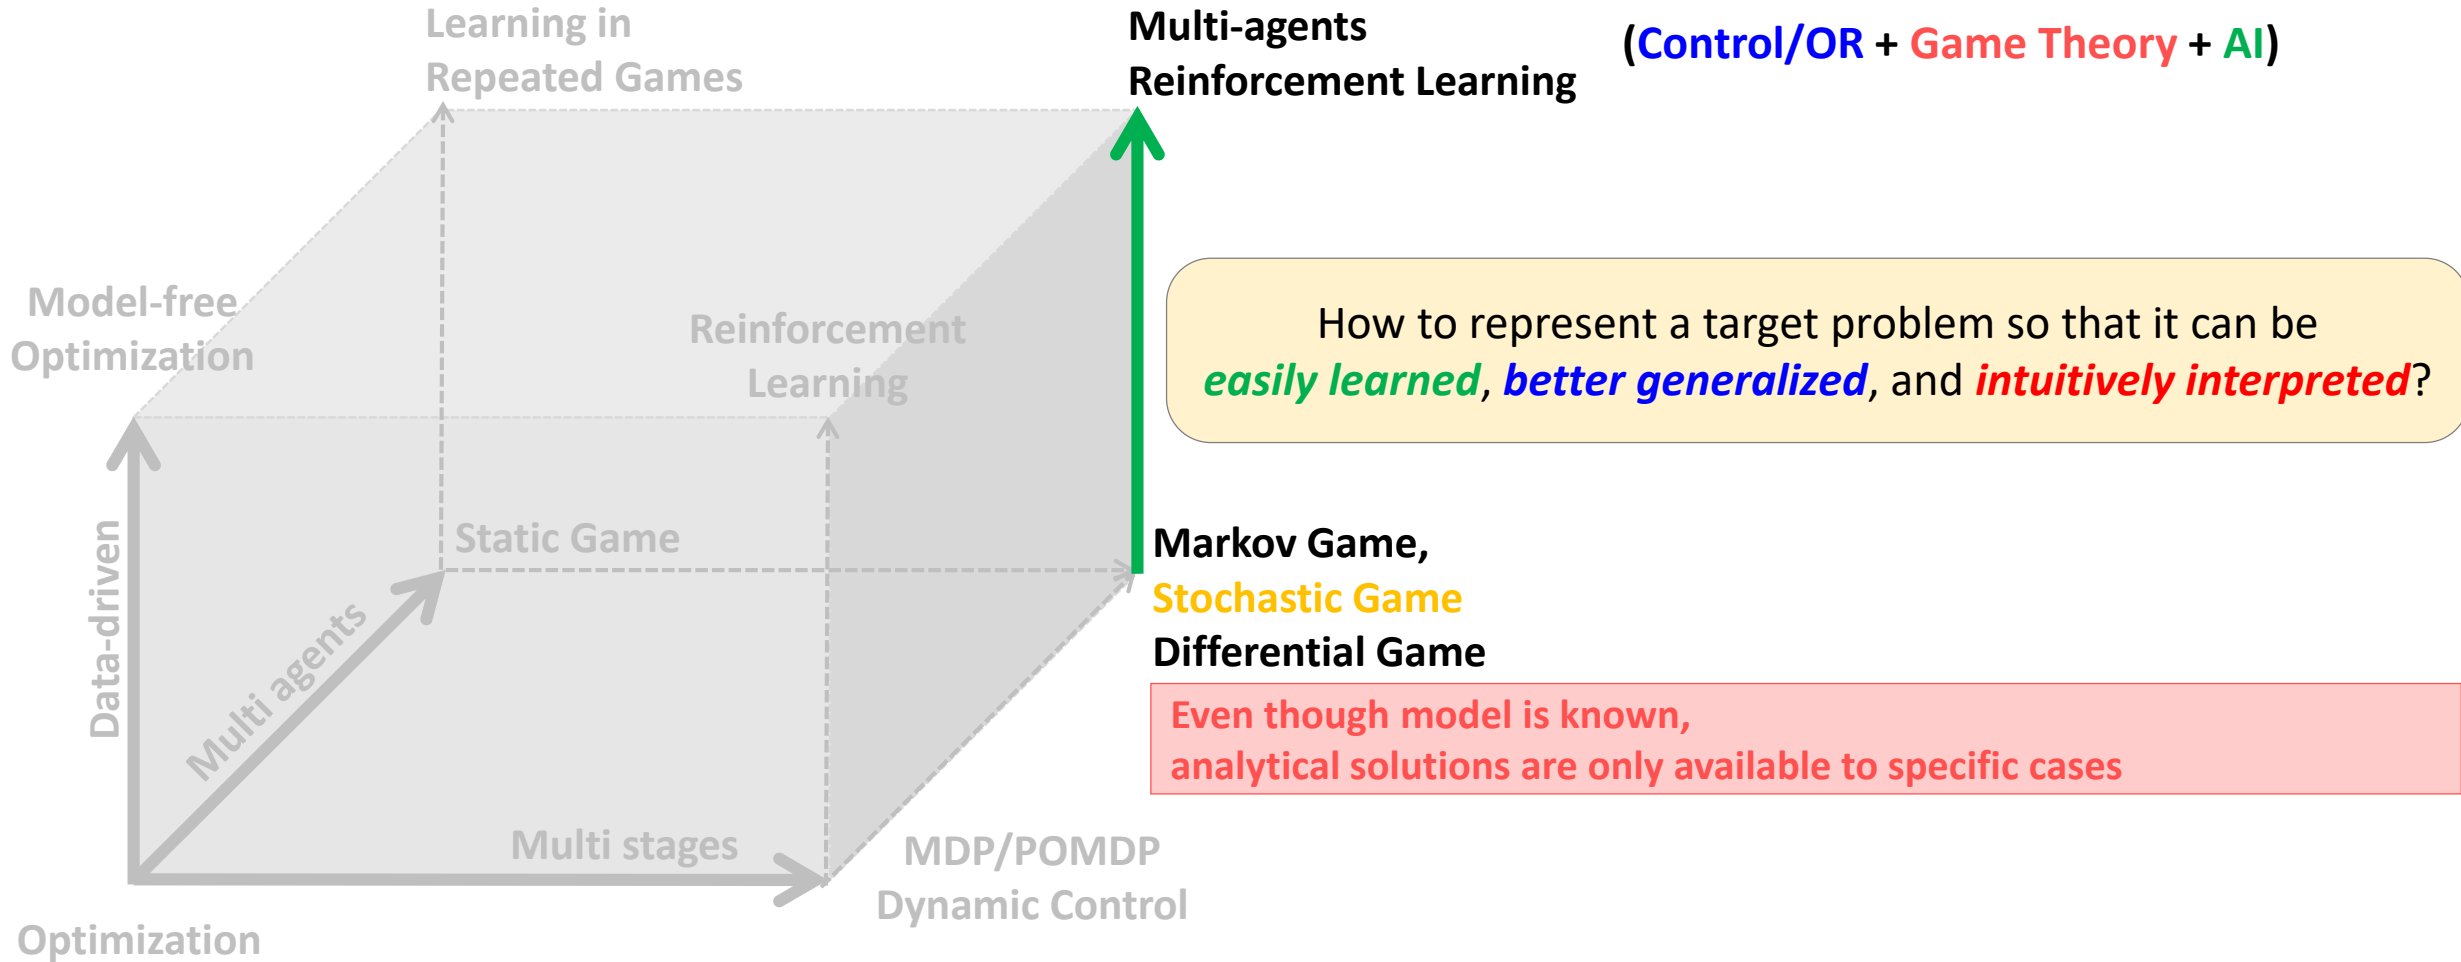 Learning in
Repeated Games
Multi-agents
Reinforcement Learning
(Control/OR + Game Theory + AI)
Model-free
Optimization
Reinforcement
Learning
How to represent a target problem so that it can be
easily learned, better generalized, and intuitively interpreted?
Data-driven
Multi agents
Static Game
Markov Game,
Stochastic Game
Differential Game
Even though model is known,
analytical solutions are only available to specific cases
Multi stages
MDP/POMDP
Dynamic Control
Optimization